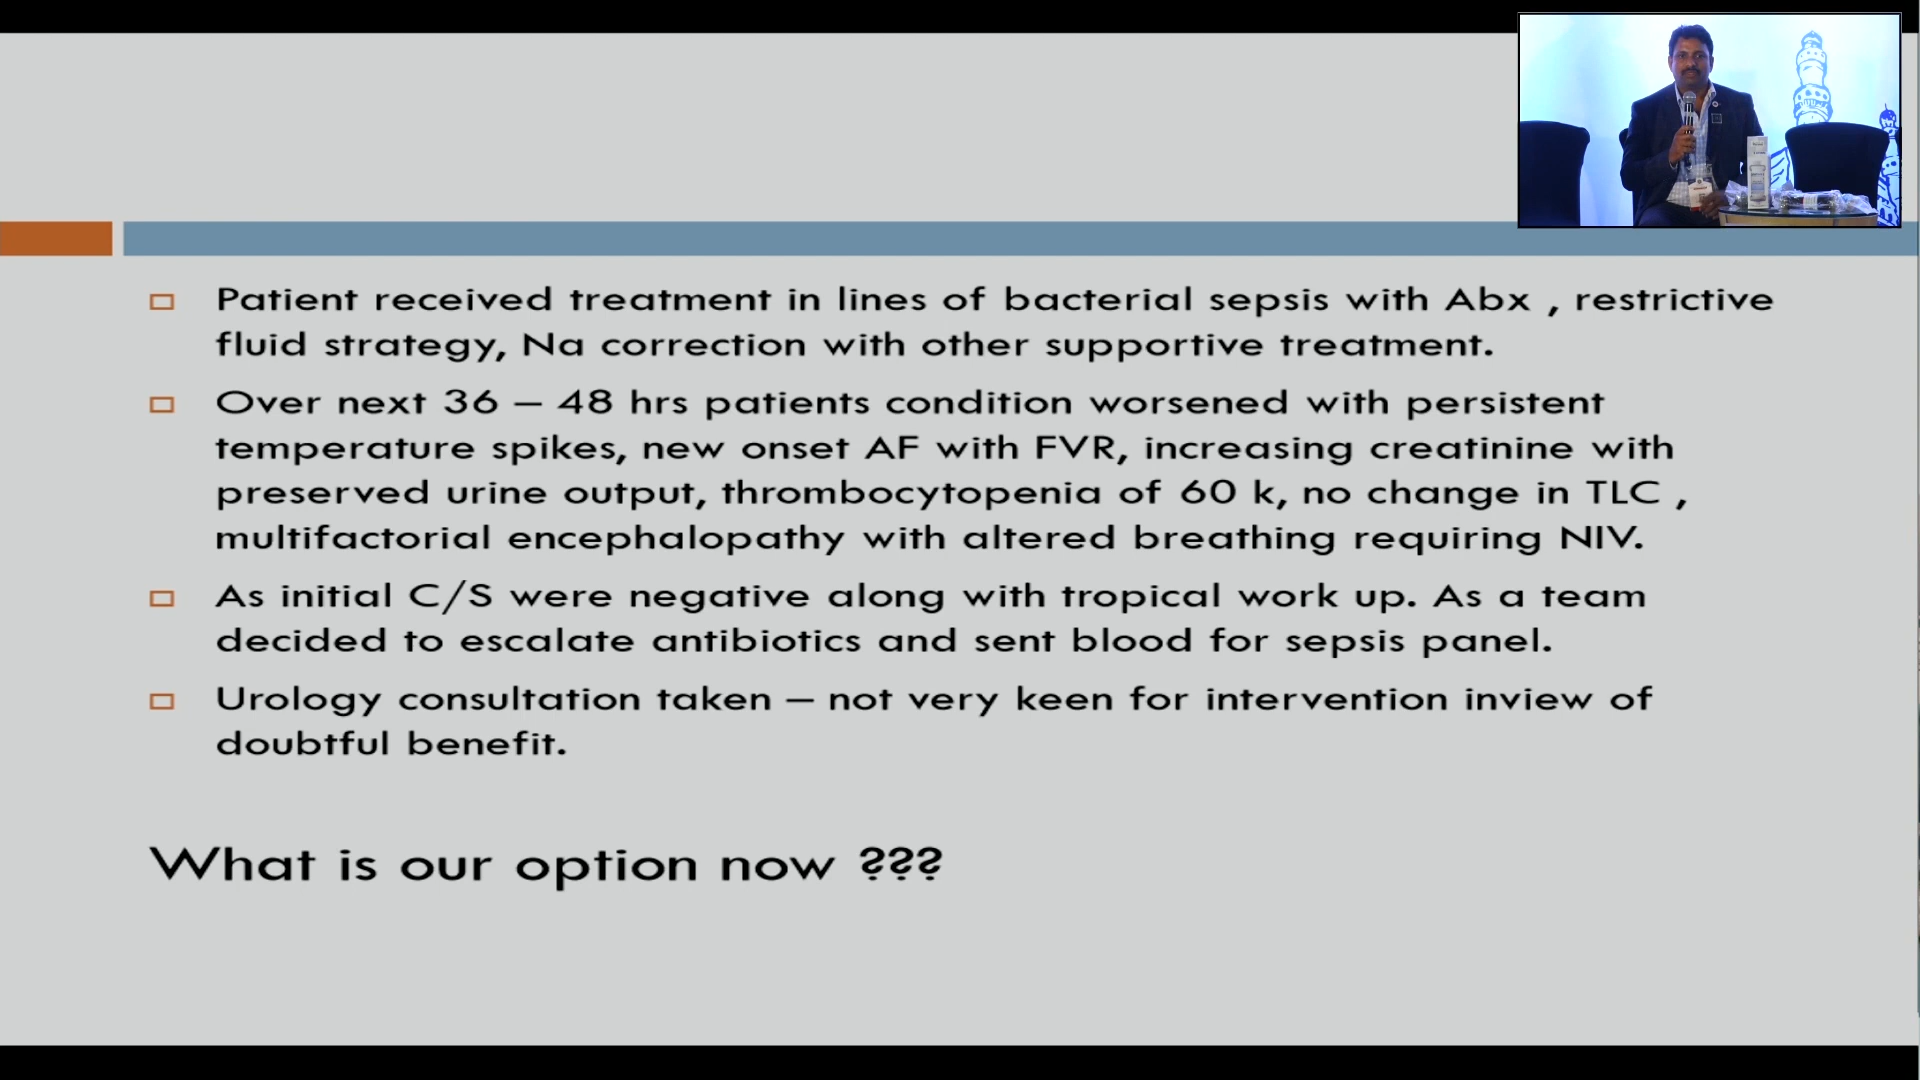 Patient received treatment in lines of bacterial sepsis with Abx , restrictive
fluid strategy, Na correction with other supportive treatment.
Over next 36 – 48 hrs patients condition worsened with persistent
temperature spikes, new onset AF with FVR, increasing creatinine with
preserved urine output, thrombocytopenia of 60 k, no change in TLC ,
multifactorial encephalopathy with altered breathing requiring NIV.
As initial C/S were negative along with tropical work up. As a team
decided to escalate antibiotics and sent blood for sepsis panel.
Urology consultation taken – not very keen for intervention inview of
doubtful benefit.
What is our option now ???